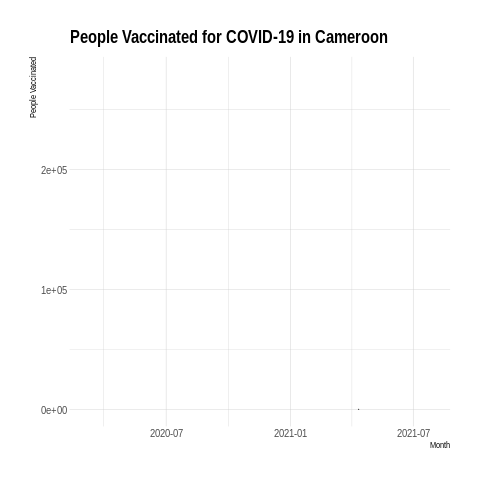 People Vaccinated for COVID-19 in Cameroon
People Vaccinated
2e+05
1e+05
0e+00
2020-07 2021-01 2021-07
Month